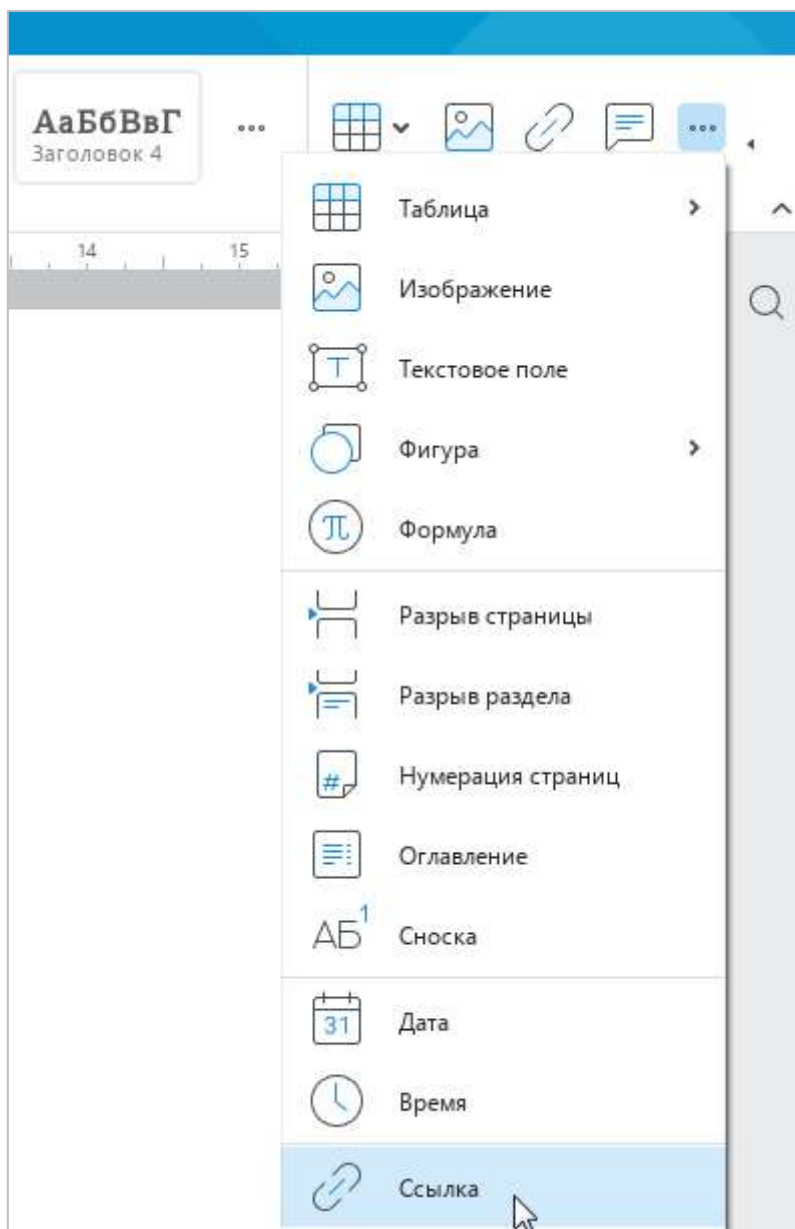 АаБбВвГ
Заголовок 4
Таблица
14 15
Изображение
Текстовое поле
Фигура
Формула
Разрыв страницы
Разрыв раздела
Нумерация страниц
Оглавление
АБ1 Сноска
31 Дата
Время
Ссылка